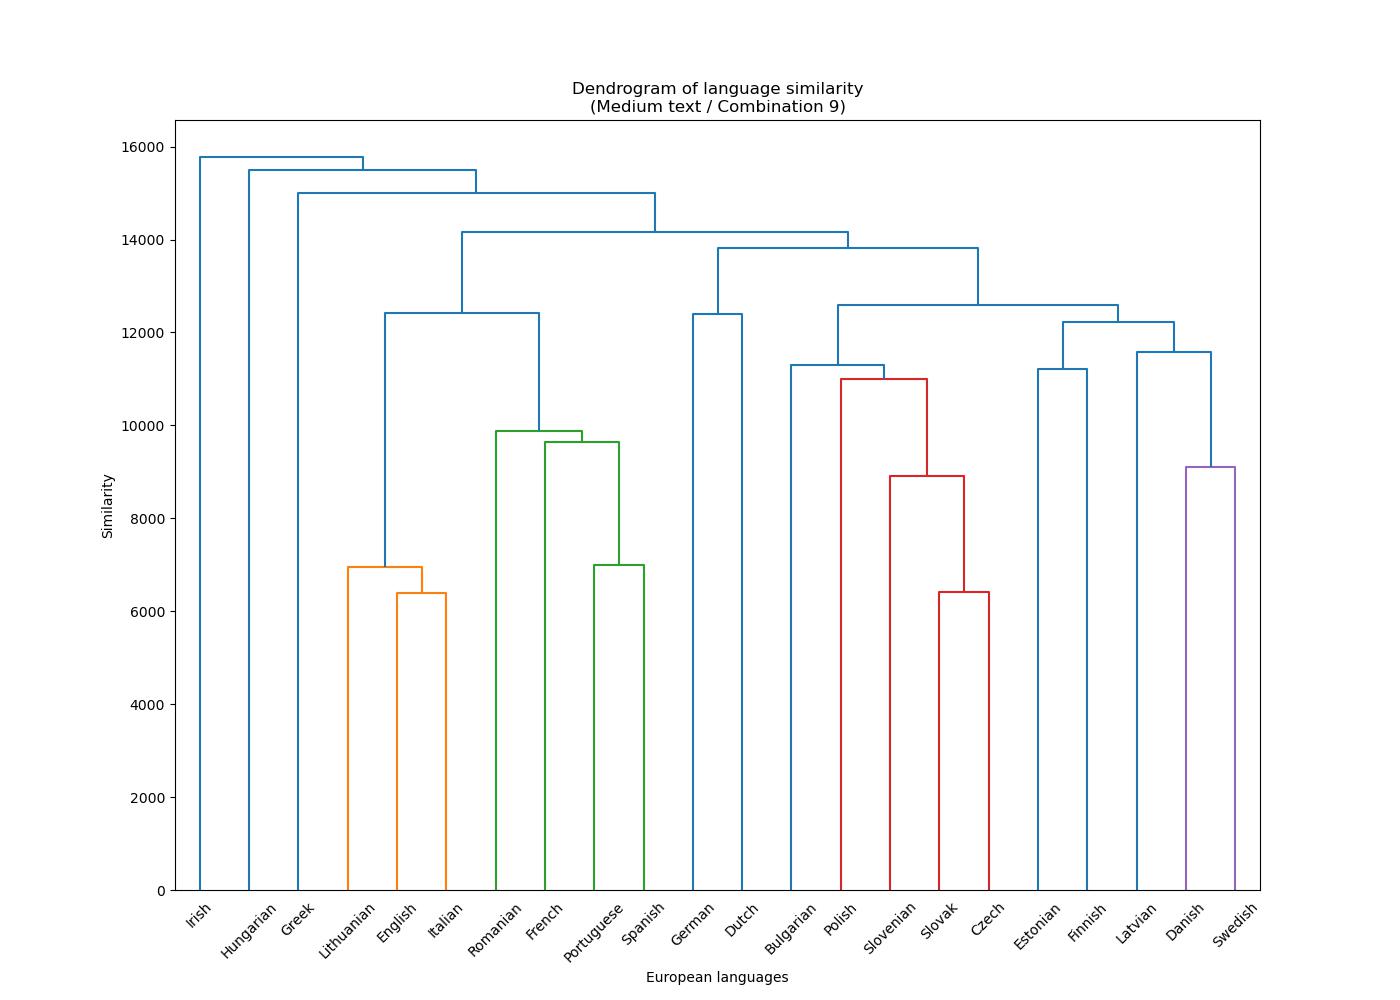 Dendrogram of language similarity
(Medium text / Combination 9)
16000
14000
12000
10000
8000
6000
4000
2000
0
Similarity
Irish
Hungarian
Greek
Lithuanian
English
Italian
Romanian
French
Portuguese
Spanish
German
Dutch
Bulgarian
Polish
Slovenian
Slovak
Czech
Estonian
Finnish
Latvian
Danish
Swedish
European languages